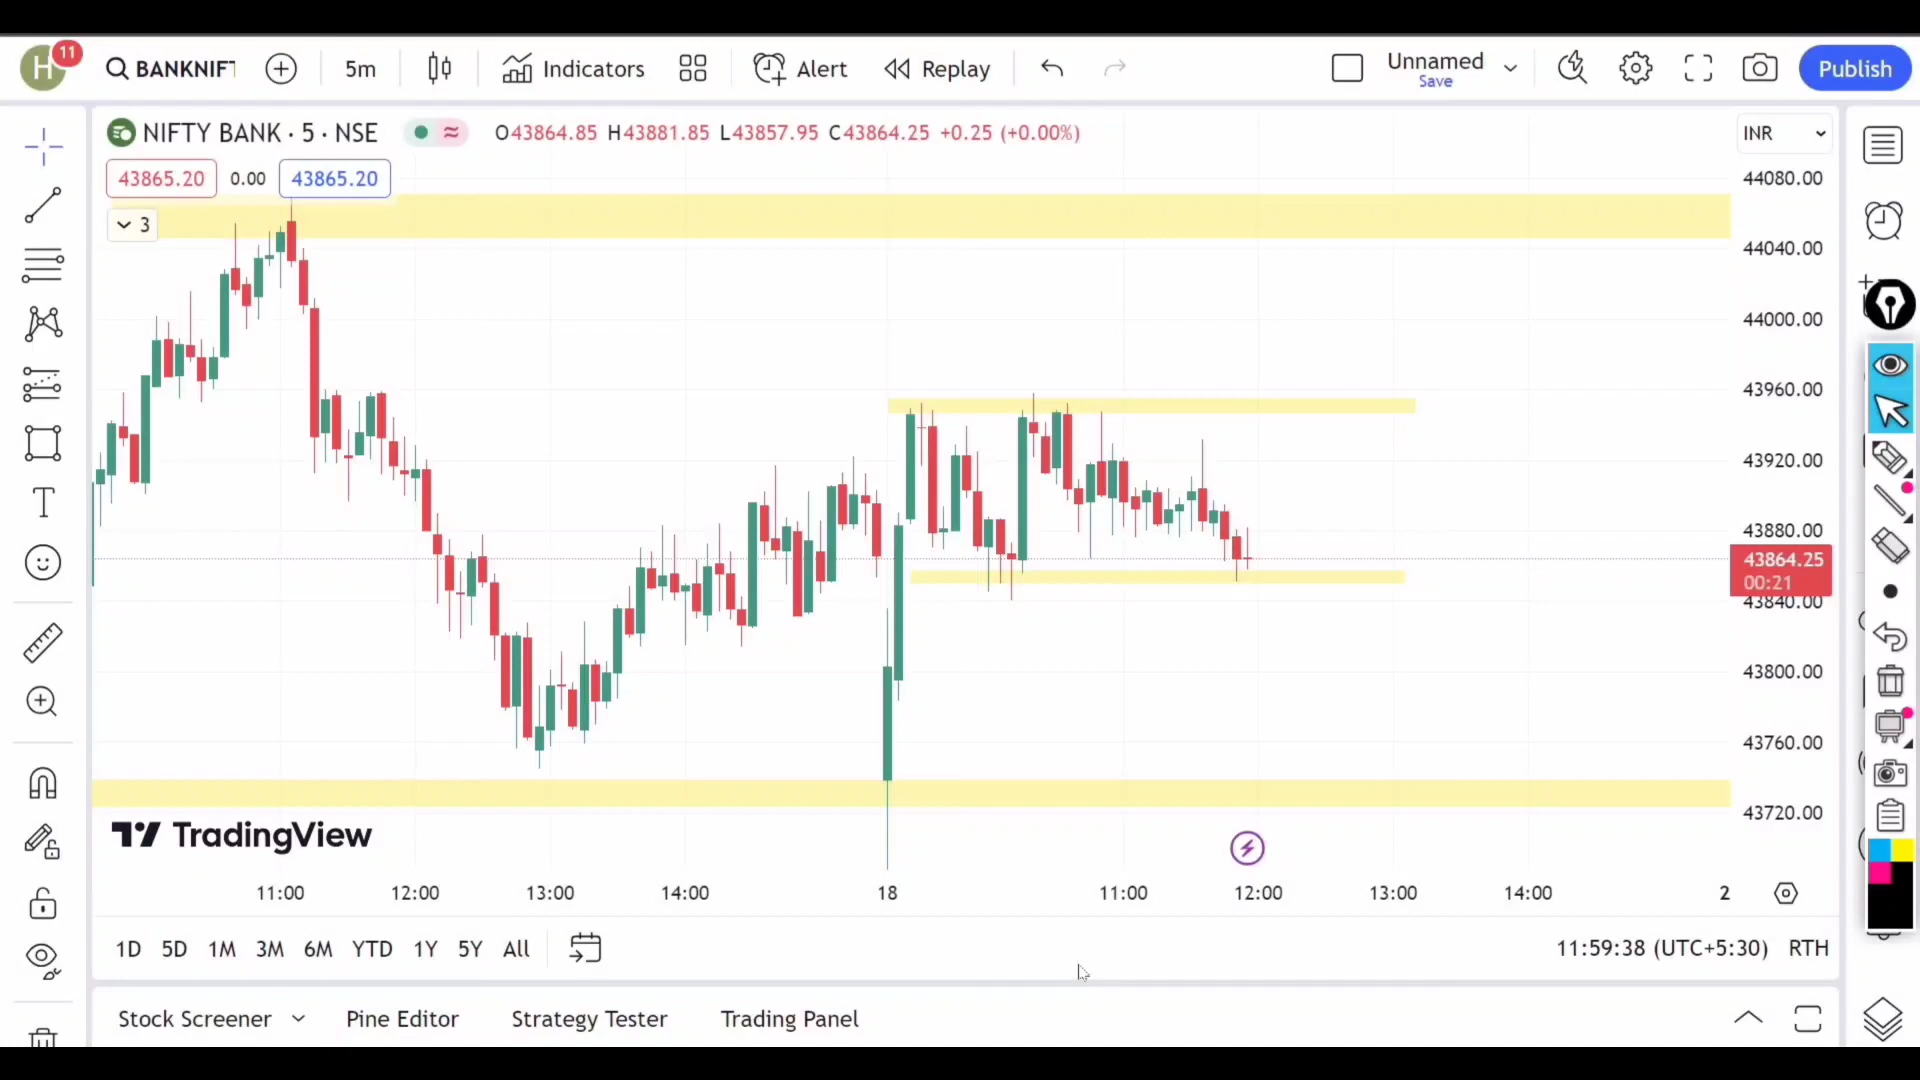 H 11 BANKNIFT 5m Indicators Alert Replay Unnamed Save Publish
NIFTY BANK · 5 · NSE O43864.85 H43881.85 L43857.95 C43864.25 +0.25 (+0.00%) INR
43865.20 0.00 43865.20
3
44080.00
44040.00
44000.00
43960.00
43920.00
43880.00
43864.25
00:21
43840.00
43800.00
43760.00
43720.00
TradingView
11:00 12:00 13:00 14:00 18 11:00 12:00 13:00 14:00 2
1D 5D 1M 3M 6M YTD 1Y 5Y All 11:59:38 (UTC+5:30) RTH
Stock Screener Pine Editor Strategy Tester Trading Panel